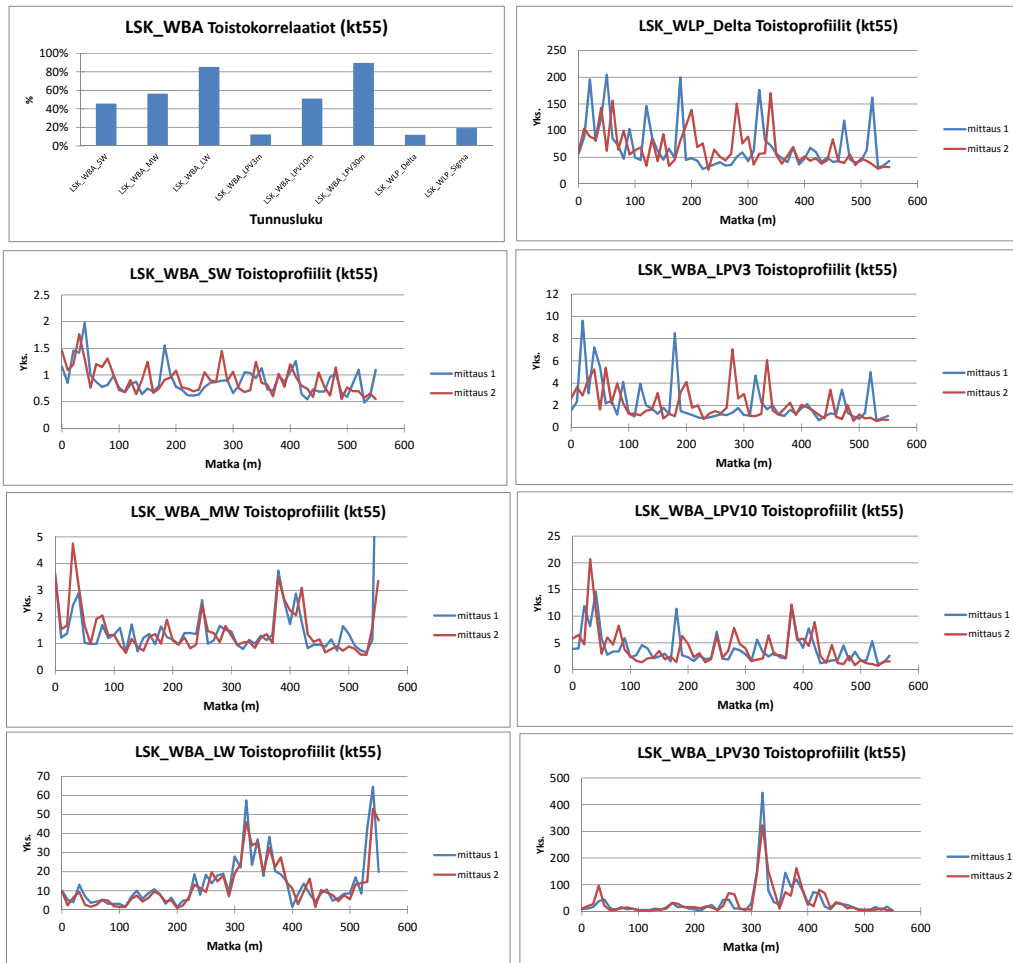 LSK_WBA Toistokorrelaatiot (kt55)
100%
80%
60%
40%
20%
0%
%
LSK_WBA_SW
LSK_WBA_MW
LSK_WBA_LW
LSK_WBA_LPV3m
LSK_WBA_LPV10m
LSK_WBA_LPV30m
LSK_WLP_Delta
LSK_WLP_Sigma
Tunnusluku
LSK_WLP_Delta Toistoprofiilit (kt55)
250
200
150
100
50
0
Yks.
0 100 200 300 400 500 600
Matka (m)
mittaus 1
mittaus 2
LSK_WBA_SW Toistoprofiilit (kt55)
2.5
2
1.5
1
0.5
0
Yks.
0 100 200 300 400 500 600
Matka (m)
mittaus 1
mittaus 2
LSK_WBA_LPV3 Toistoprofiilit (kt55)
12
10
8
6
4
2
0
Yks.
0 100 200 300 400 500 600
Matka (m)
mittaus 1
mittaus 2
LSK_WBA_MW Toistoprofiilit (kt55)
5
4
3
2
1
0
Yks.
0 100 200 300 400 500 600
Matka (m)
mittaus 1
mittaus 2
LSK_WBA_LPV10 Toistoprofiilit (kt55)
25
20
15
10
5
0
Yks.
0 100 200 300 400 500 600
Matka (m)
mittaus 1
mittaus 2
LSK_WBA_LW Toistoprofiilit (kt55)
70
60
50
40
30
20
10
0
Yks.
0 100 200 300 400 500 600
Matka (m)
mittaus 1
mittaus 2
LSK_WBA_LPV30 Toistoprofiilit (kt55)
500
400
300
200
100
0
Yks.
0 100 200 300 400 500 600
Matka (m)
mittaus 1
mittaus 2